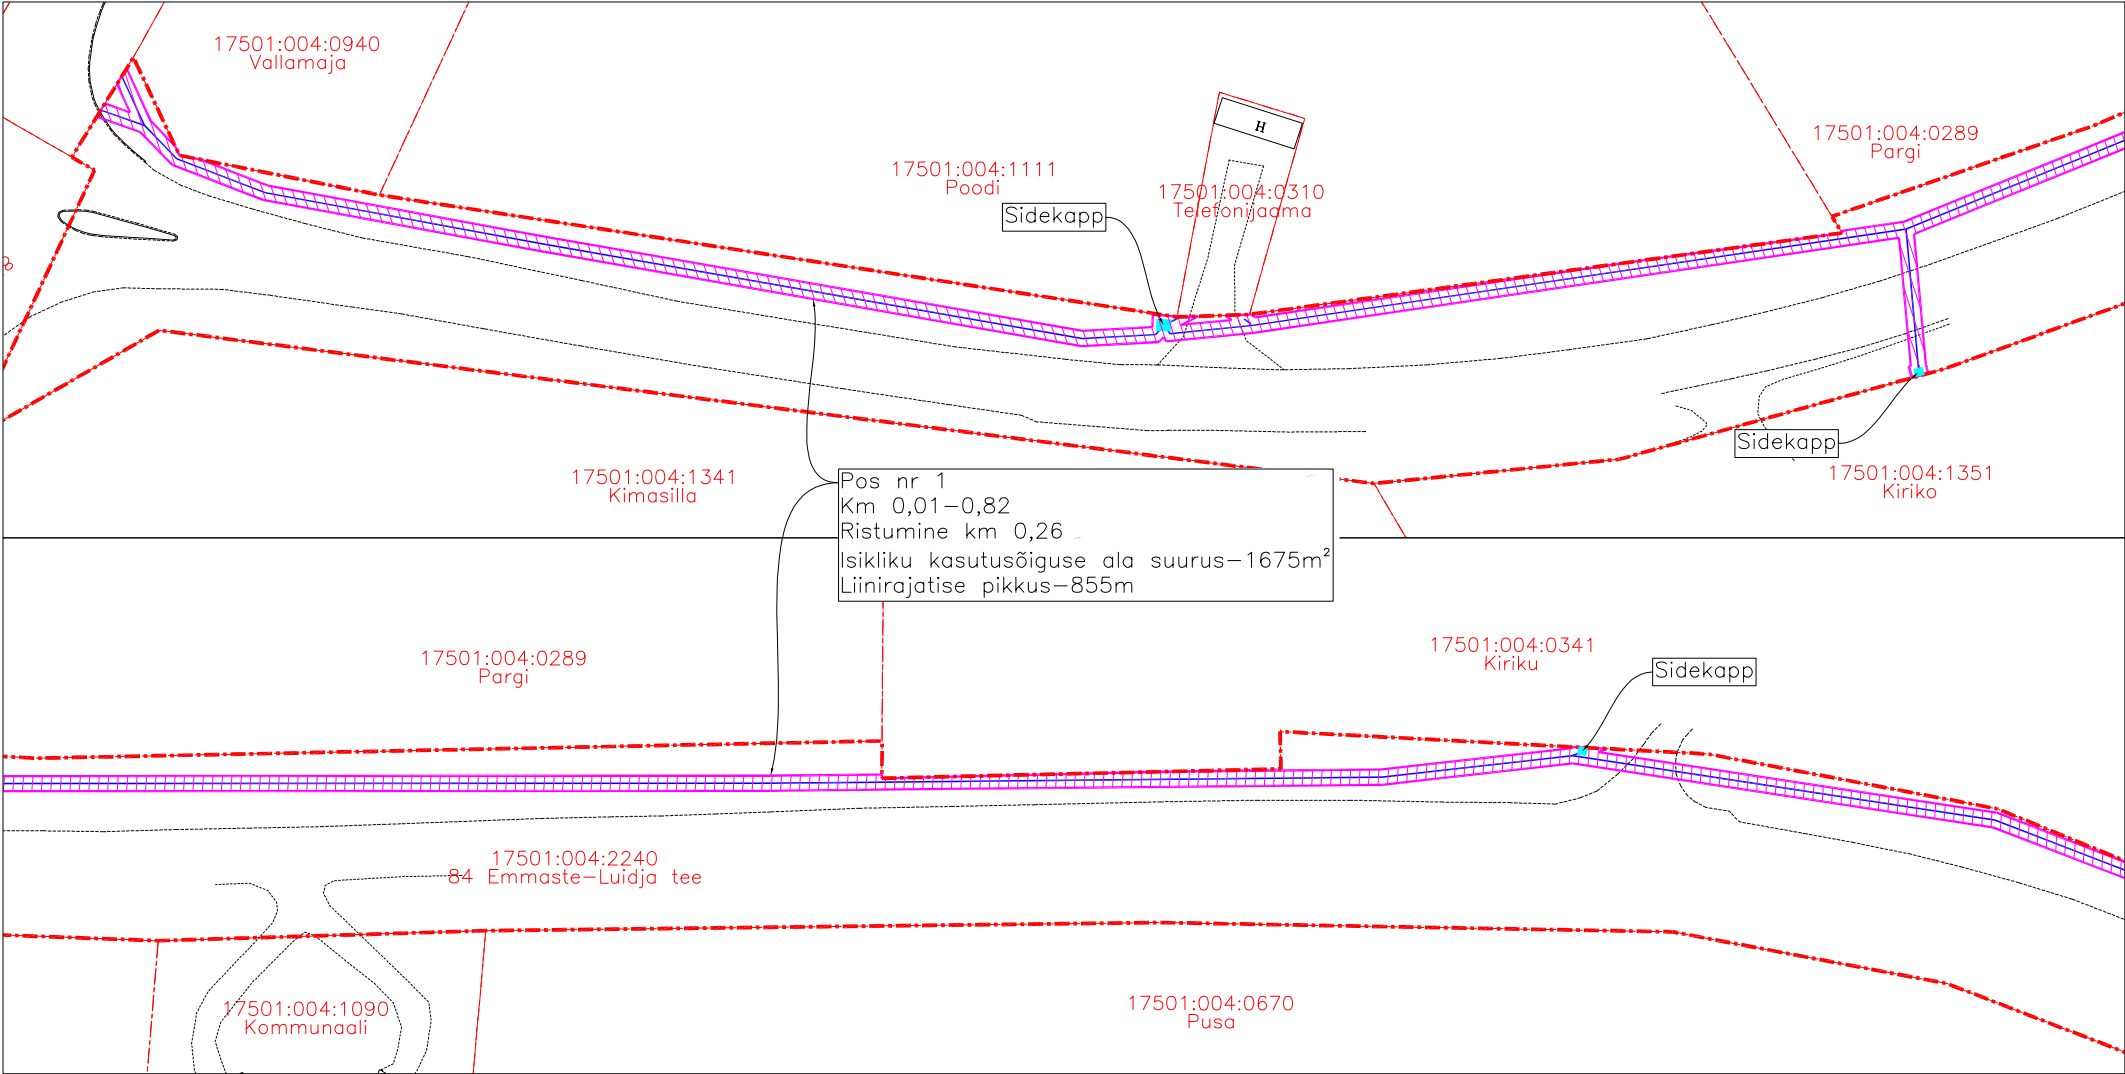 17501:004:0940
Vallamaja
17501:004:0289
Pargi
H
17501:004:1111
Poodi
17501:004:0310
Telefonijaama
Sidekapp
Sidekapp
17501:004:1341
Kimasilla
17501:004:1351
Kiriko
Pos nr 1
Km 0,01-0,82
Ristumine km 0,26
Isikliku kasutusõiguse ala suurus-1675m²
Liinirajatise pikkus-855m
17501:004:0289
Pargi
17501:004:0341
Kiriku
Sidekapp
17501:004:2240
84 Emmaste-Luidja tee
17501:004:1090
Kommunaali
17501:004:0670
Pusa